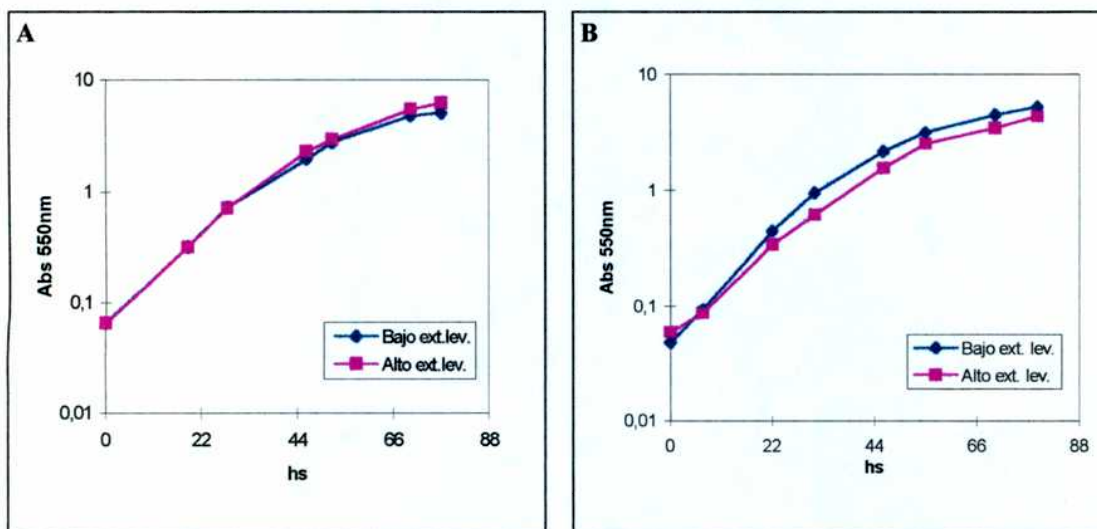 A
Abs 550nm
10
1
0,1
0,01
0 22 44 66 88
hs
Bajo ext.lev.
Alto ext.lev.
B
Abs 550nm
10
1
0,1
0,01
0 22 44 66 88
hs
Bajo ext. lev.
Alto ext. lev.